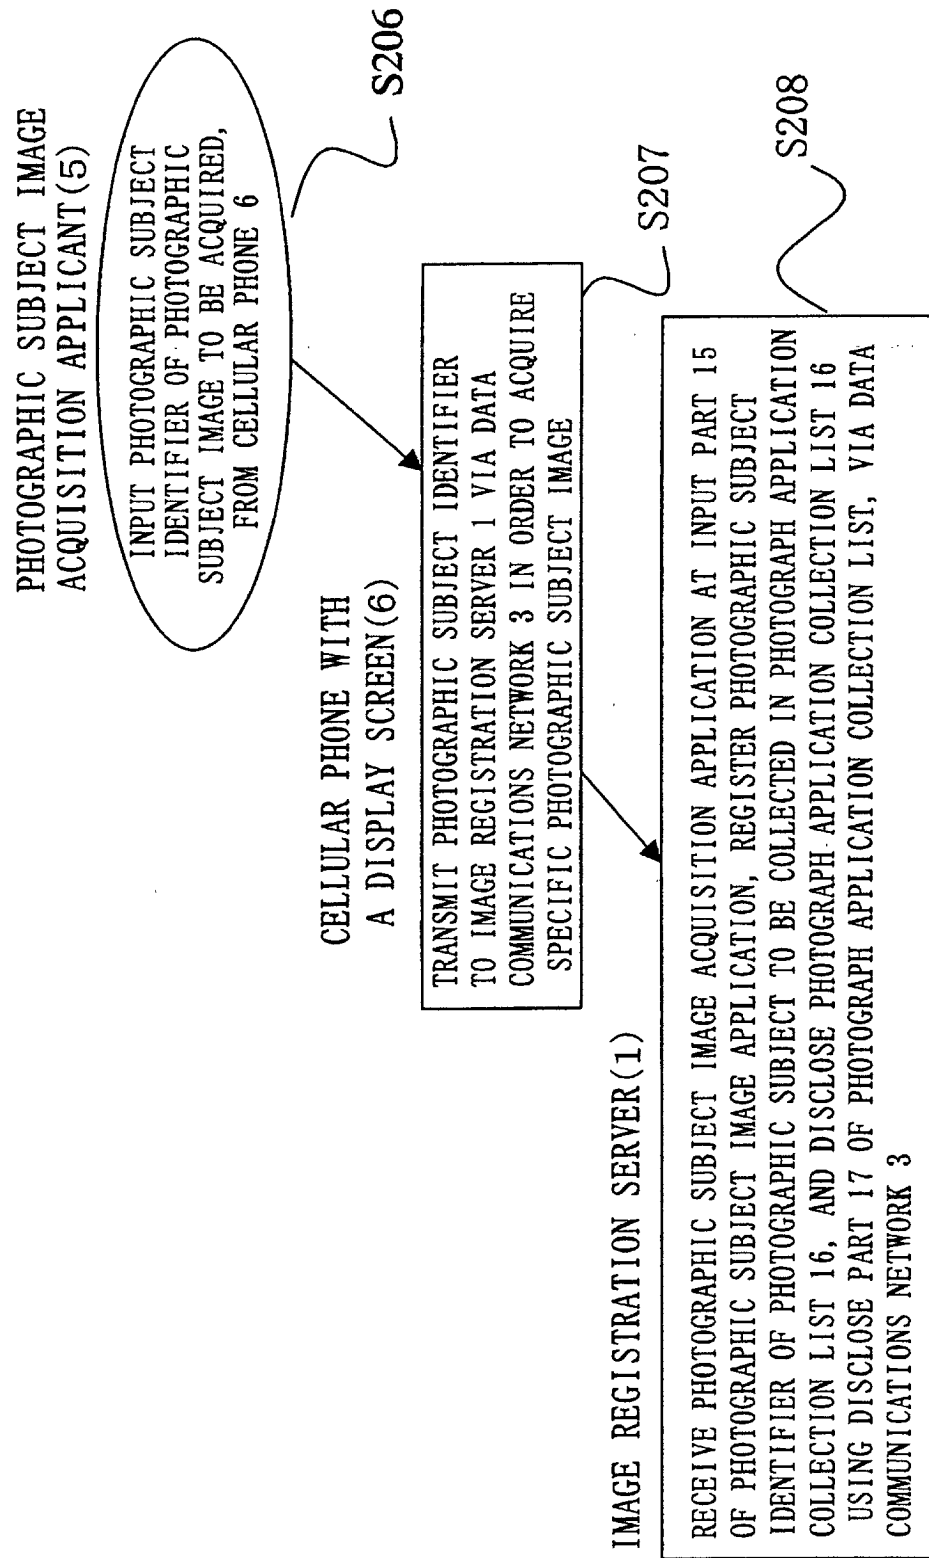 PHOTOGRAPHIC SUBJECT IMAGE
ACQUISITION APPLICANT(5)
INPUT PHOTOGRAPHIC SUBJECT
IDENTIFIER OF PHOTOGRAPHIC
SUBJECT IMAGE TO BE ACQUIRED,
FROM CELLULAR PHONE 6
S206
CELLULAR PHONE WITH
A DISPLAY SCREEN(6)
TRANSMIT PHOTOGRAPHIC SUBJECT IDENTIFIER
TO IMAGE REGISTRATION SERVER 1 VIA DATA
COMMUNICATIONS NETWORK 3 IN ORDER TO ACQUIRE
SPECIFIC PHOTOGRAPHIC SUBJECT IMAGE
S207
IMAGE REGISTRATION SERVER(1)
RECEIVE PHOTOGRAPHIC SUBJECT IMAGE ACQUISITION APPLICATION AT INPUT PART 15
OF PHOTOGRAPHIC SUBJECT IMAGE APPLICATION, REGISTER PHOTOGRAPHIC SUBJECT
IDENTIFIER OF PHOTOGRAPHIC SUBJECT TO BE COLLECTED IN PHOTOGRAPH APPLICATION
COLLECTION LIST 16, AND DISCLOSE PHOTOGRAPH APPLICATION COLLECTION LIST 16
USING DISCLOSE PART 17 OF PHOTOGRAPH APPLICATION COLLECTION LIST, VIA DATA
COMMUNICATIONS NETWORK 3
S208